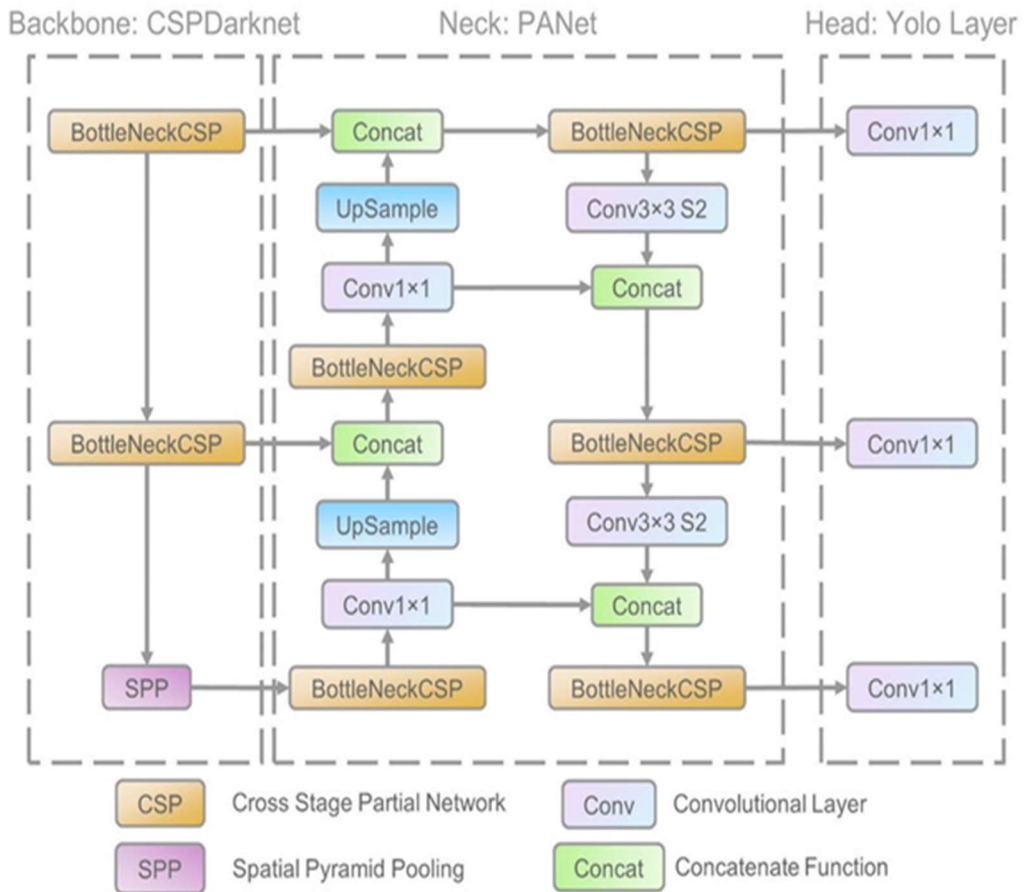 Backbone: CSPDarknet Neck: PANet Head: Yolo Layer
BottleNeckCSP Concat BottleNeckCSP Conv1×1
UpSample Conv3×3 S2
Conv1×1 Concat
BottleNeckCSP
BottleNeckCSP Concat BottleNeckCSP Conv1×1
UpSample Conv3×3 S2
Conv1×1 Concat
SPP BottleNeckCSP BottleNeckCSP Conv1×1
CSP Cross Stage Partial Network Conv Convolutional Layer
SPP Spatial Pyramid Pooling Concat Concatenate Function